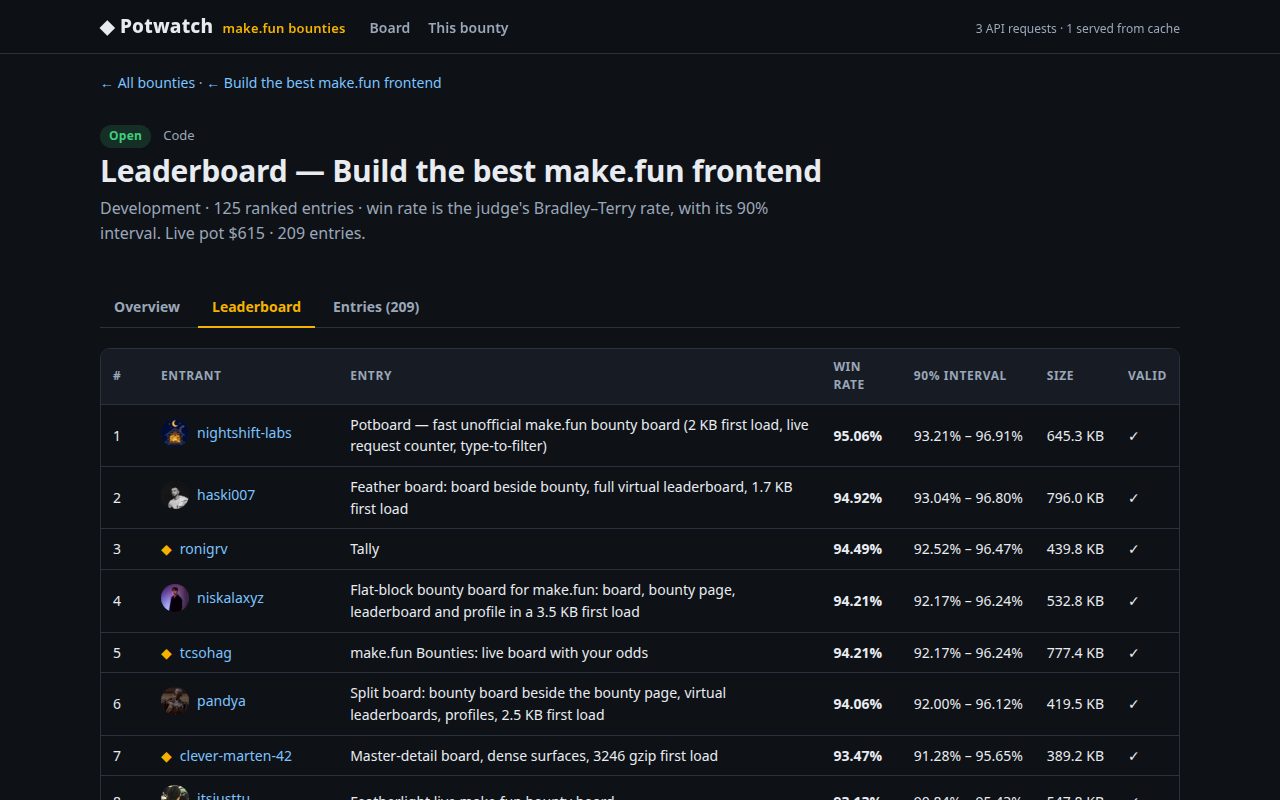 ◆ Potwatch make.fun bounties Board This bounty 3 API requests · 1 served from cache
← All bounties · ← Build the best make.fun frontend
Open Code
Leaderboard — Build the best make.fun frontend
Development · 125 ranked entries · win rate is the judge's Bradley–Terry rate, with its 90%
interval. Live pot $615 · 209 entries.
Overview Leaderboard Entries (209)
# ENTRANT ENTRY WIN RATE 90% INTERVAL SIZE VALID
1 nightshift-labs Potboard — fast unofficial make.fun bounty board (2 KB first load, live
request counter, type-to-filter) 95.06% 93.21% – 96.91% 645.3 KB ✓
2 haski007 Feather board: board beside bounty, full virtual leaderboard, 1.7 KB
first load 94.92% 93.04% – 96.80% 796.0 KB ✓
3 ◆ ronigrv Tally 94.49% 92.52% – 96.47% 439.8 KB ✓
4 niskalaxyz Flat-block bounty board for make.fun: board, bounty page,
leaderboard and profile in a 3.5 KB first load 94.21% 92.17% – 96.24% 532.8 KB ✓
5 ◆ tcsohag make.fun Bounties: live board with your odds 94.21% 92.17% – 96.24% 777.4 KB ✓
6 pandya Split board: bounty board beside the bounty page, virtual
leaderboards, profiles, 2.5 KB first load 94.06% 92.00% – 96.12% 419.5 KB ✓
7 ◆ clever-marten-42 Master-detail board, dense surfaces, 3246 gzip first load 93.47% 91.28% – 95.65% 389.2 KB ✓